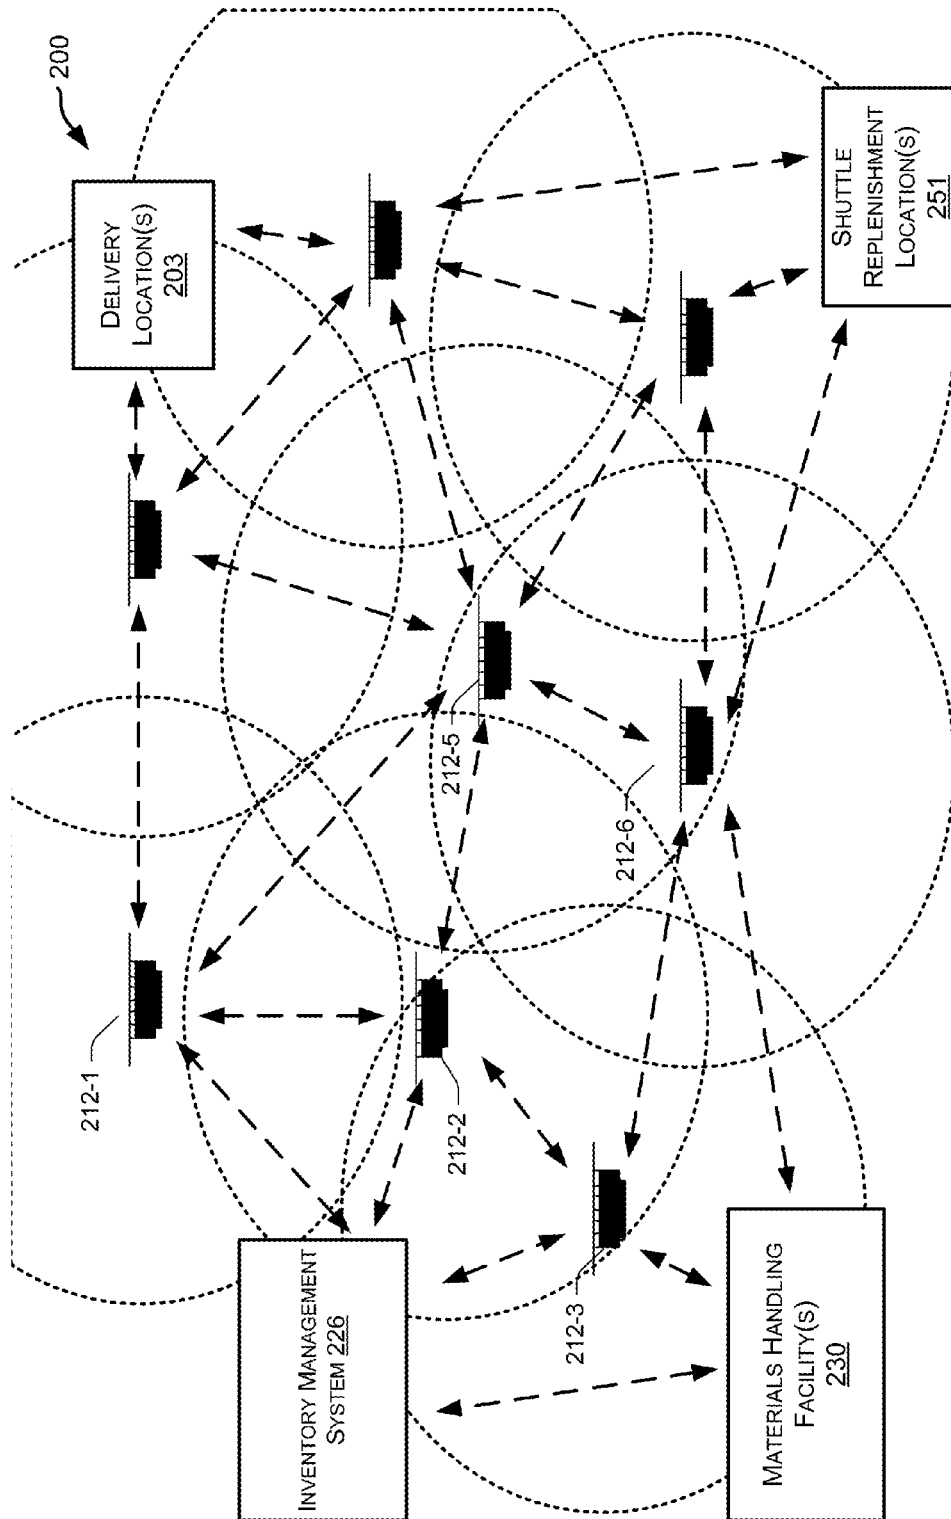 200
DELIVERY
LOCATION(S)
203
SHUTTLE
REPLENISHMENT
LOCATION(S)
251
212-5
212-6
212-1
212-2
212-3
INVENTORY MANAGEMENT
SYSTEM 226
MATERIALS HANDLING
FACILITY(S)
230